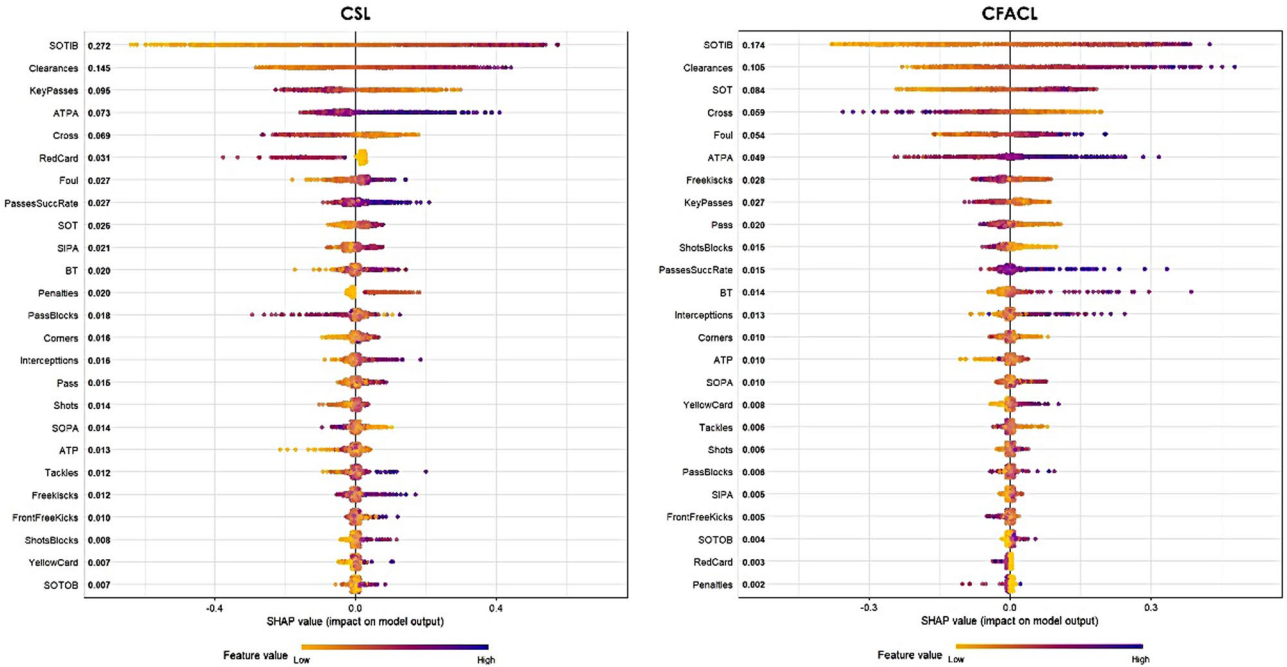 CSL
SOTIB 0.272
Clearances 0.145
KeyPasses 0.095
ATPA 0.073
Cross 0.069
RedCard 0.031
Foul 0.027
PassesSuccRate 0.027
SOT 0.026
SIPA 0.021
BT 0.020
Penalties 0.020
PassBlocks 0.018
Corners 0.016
Intercepttions 0.016
Pass 0.015
Shots 0.014
SOPA 0.014
ATP 0.013
Tackles 0.012
Freekiscks 0.012
FrontFreeKicks 0.010
ShotsBlocks 0.008
YellowCard 0.007
SOTOB 0.007
-0.4 0.0 0.4
SHAP value (impact on model output)
Feature value Low High
CFACL
SOTIB 0.174
Clearances 0.105
SOT 0.084
Cross 0.059
Foul 0.054
ATPA 0.049
Freekiscks 0.028
KeyPasses 0.027
Pass 0.020
ShotsBlocks 0.015
PassesSuccRate 0.015
BT 0.014
Intercepttions 0.013
Corners 0.010
ATP 0.010
SOPA 0.010
YellowCard 0.008
Tackles 0.006
Shots 0.006
PassBlocks 0.006
SIPA 0.005
FrontFreeKicks 0.005
SOTOB 0.004
RedCard 0.003
Penalties 0.002
-0.3 0.0 0.3
SHAP value (impact on model output)
Feature value Low High